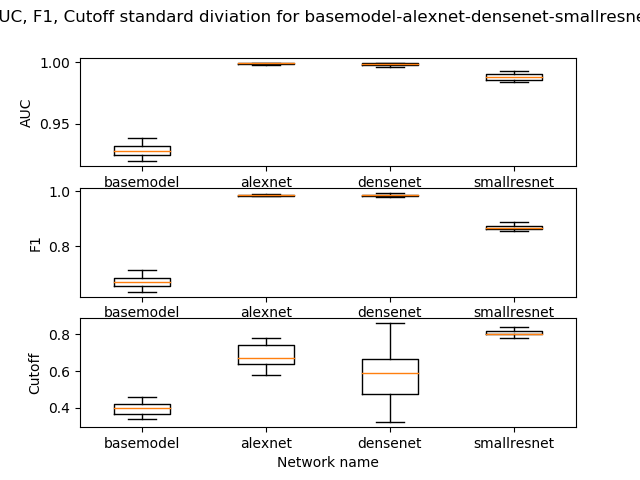 UC, F1, Cutoff standard diviation for basemodel-alexnet-densenet-smallresne
1.00
0.95
AUC
basemodel alexnet densenet smallresnet
1.0
0.8
F1
basemodel alexnet densenet smallresnet
0.8
0.6
0.4
Cutoff
basemodel alexnet densenet smallresnet
Network name